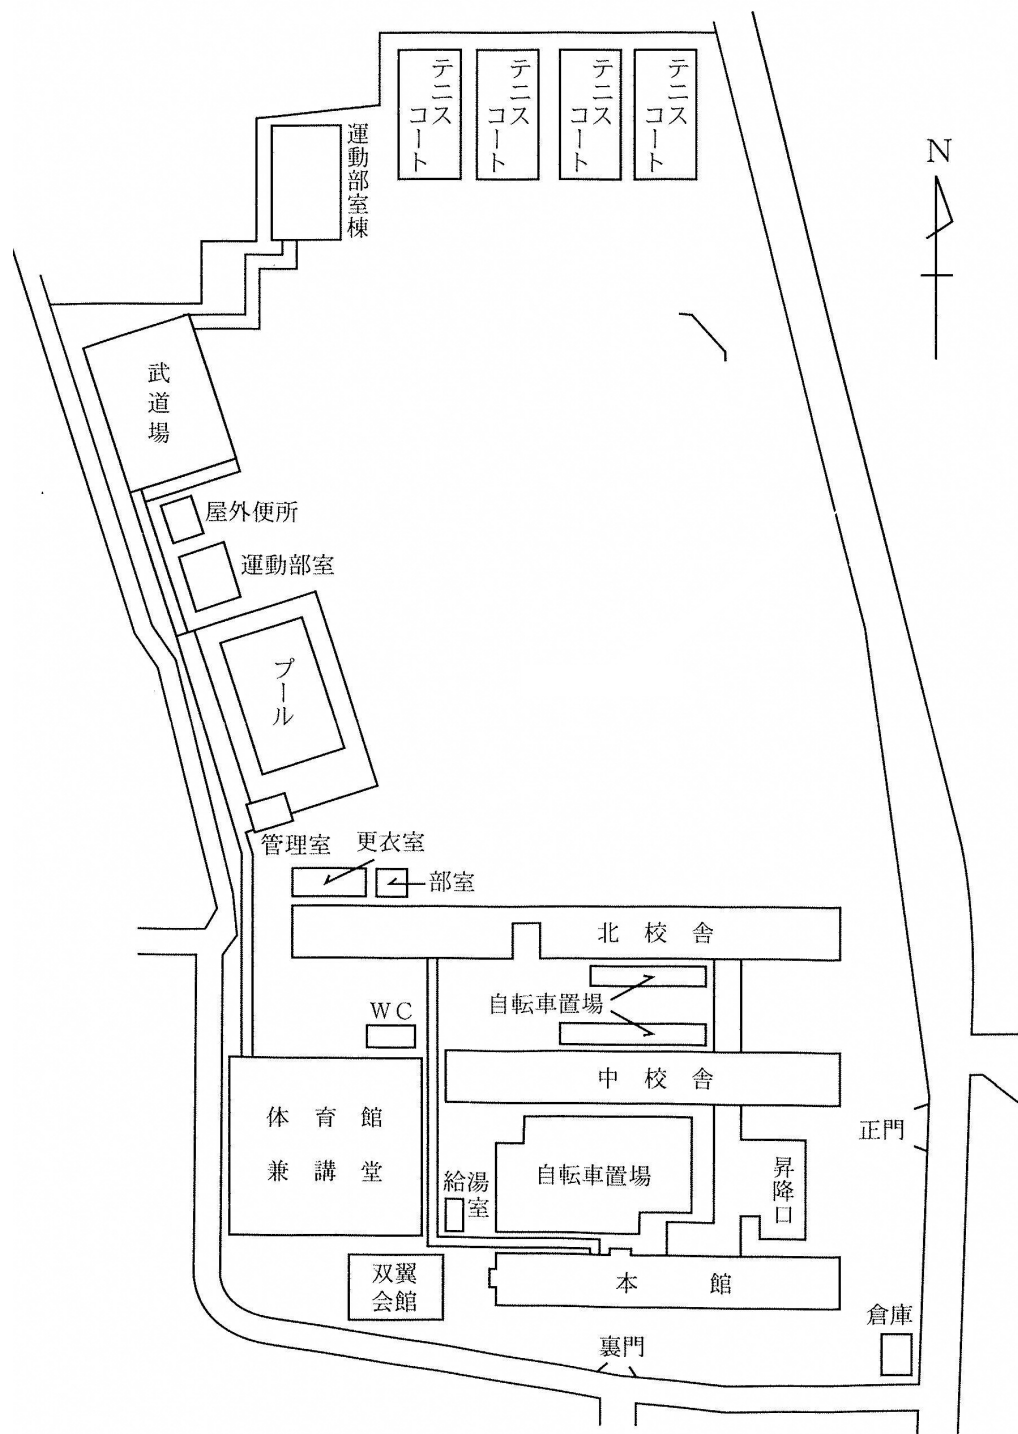 テニス
コート
テニス
コート
テニス
コート
テニス
コート
運動部室棟
N
武道場
屋外便所
運動部室
プール
管理室
更衣室
部室
北校舎
自転車置場
WC
中校舎
正門
体育館
兼講堂
自転車置場
昇降口
給湯
室
本館
双翼
会館
倉庫
裏門